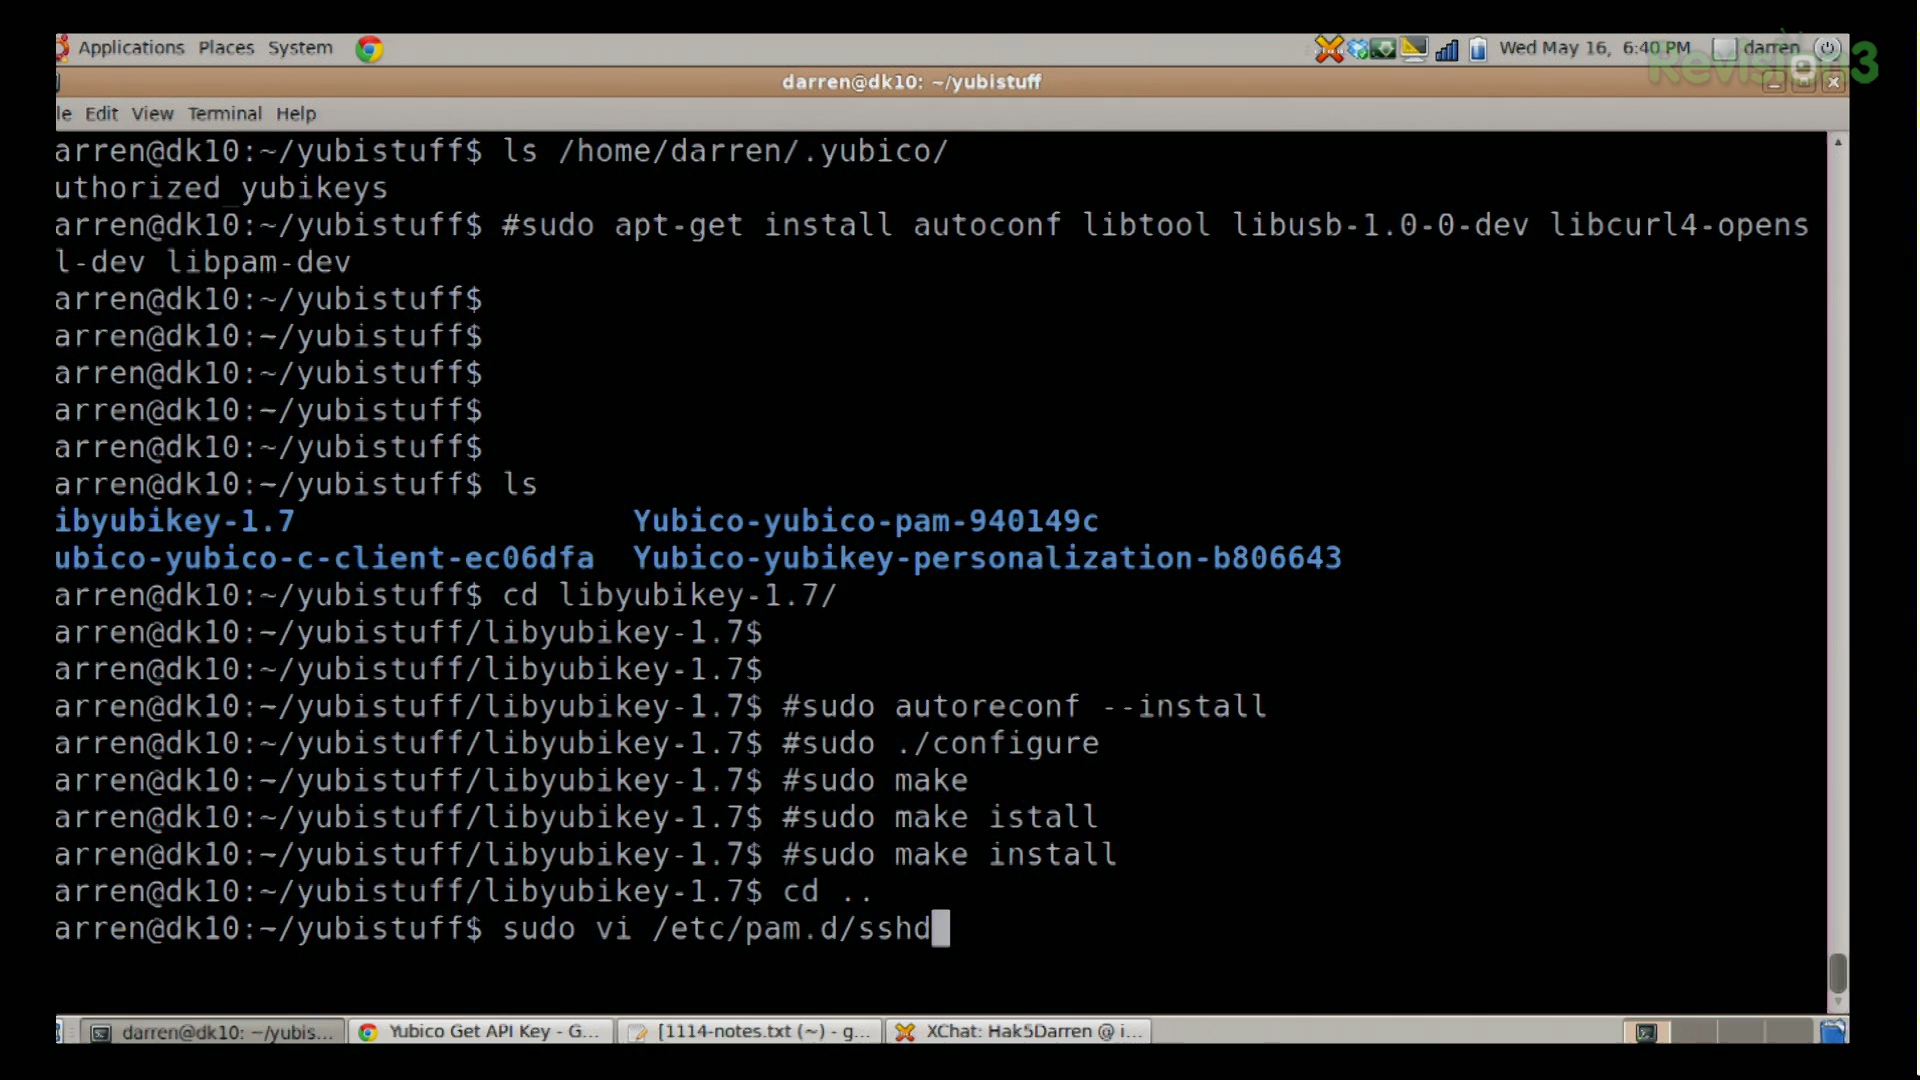 Applications Places System
Wed May 16, 6:40 PM
darren
Revision3
darren@dk10: ~/yubistuff
le Edit View Terminal Help
arren@dk10:~/yubistuff$ ls /home/darren/.yubico/
uthorized_yubikeys
arren@dk10:~/yubistuff$ #sudo apt-get install autoconf libtool libusb-1.0-0-dev libcurl4-opens
l-dev libpam-dev
arren@dk10:~/yubistuff$
arren@dk10:~/yubistuff$
arren@dk10:~/yubistuff$
arren@dk10:~/yubistuff$
arren@dk10:~/yubistuff$
arren@dk10:~/yubistuff$ ls
ibyubikey-1.7 Yubico-yubico-pam-940149c
ubico-yubico-c-client-ec06dfa Yubico-yubikey-personalization-b806643
arren@dk10:~/yubistuff$ cd libyubikey-1.7/
arren@dk10:~/yubistuff/libyubikey-1.7$
arren@dk10:~/yubistuff/libyubikey-1.7$
arren@dk10:~/yubistuff/libyubikey-1.7$ #sudo autoreconf --install
arren@dk10:~/yubistuff/libyubikey-1.7$ #sudo ./configure
arren@dk10:~/yubistuff/libyubikey-1.7$ #sudo make
arren@dk10:~/yubistuff/libyubikey-1.7$ #sudo make istall
arren@dk10:~/yubistuff/libyubikey-1.7$ #sudo make install
arren@dk10:~/yubistuff/libyubikey-1.7$ cd ..
arren@dk10:~/yubistuff$ sudo vi /etc/pam.d/sshd
darren@dk10: ~/yubis...
Yubico Get API Key - G...
[1114-notes.txt (~) - g...
XChat: Hak5Darren @ i...